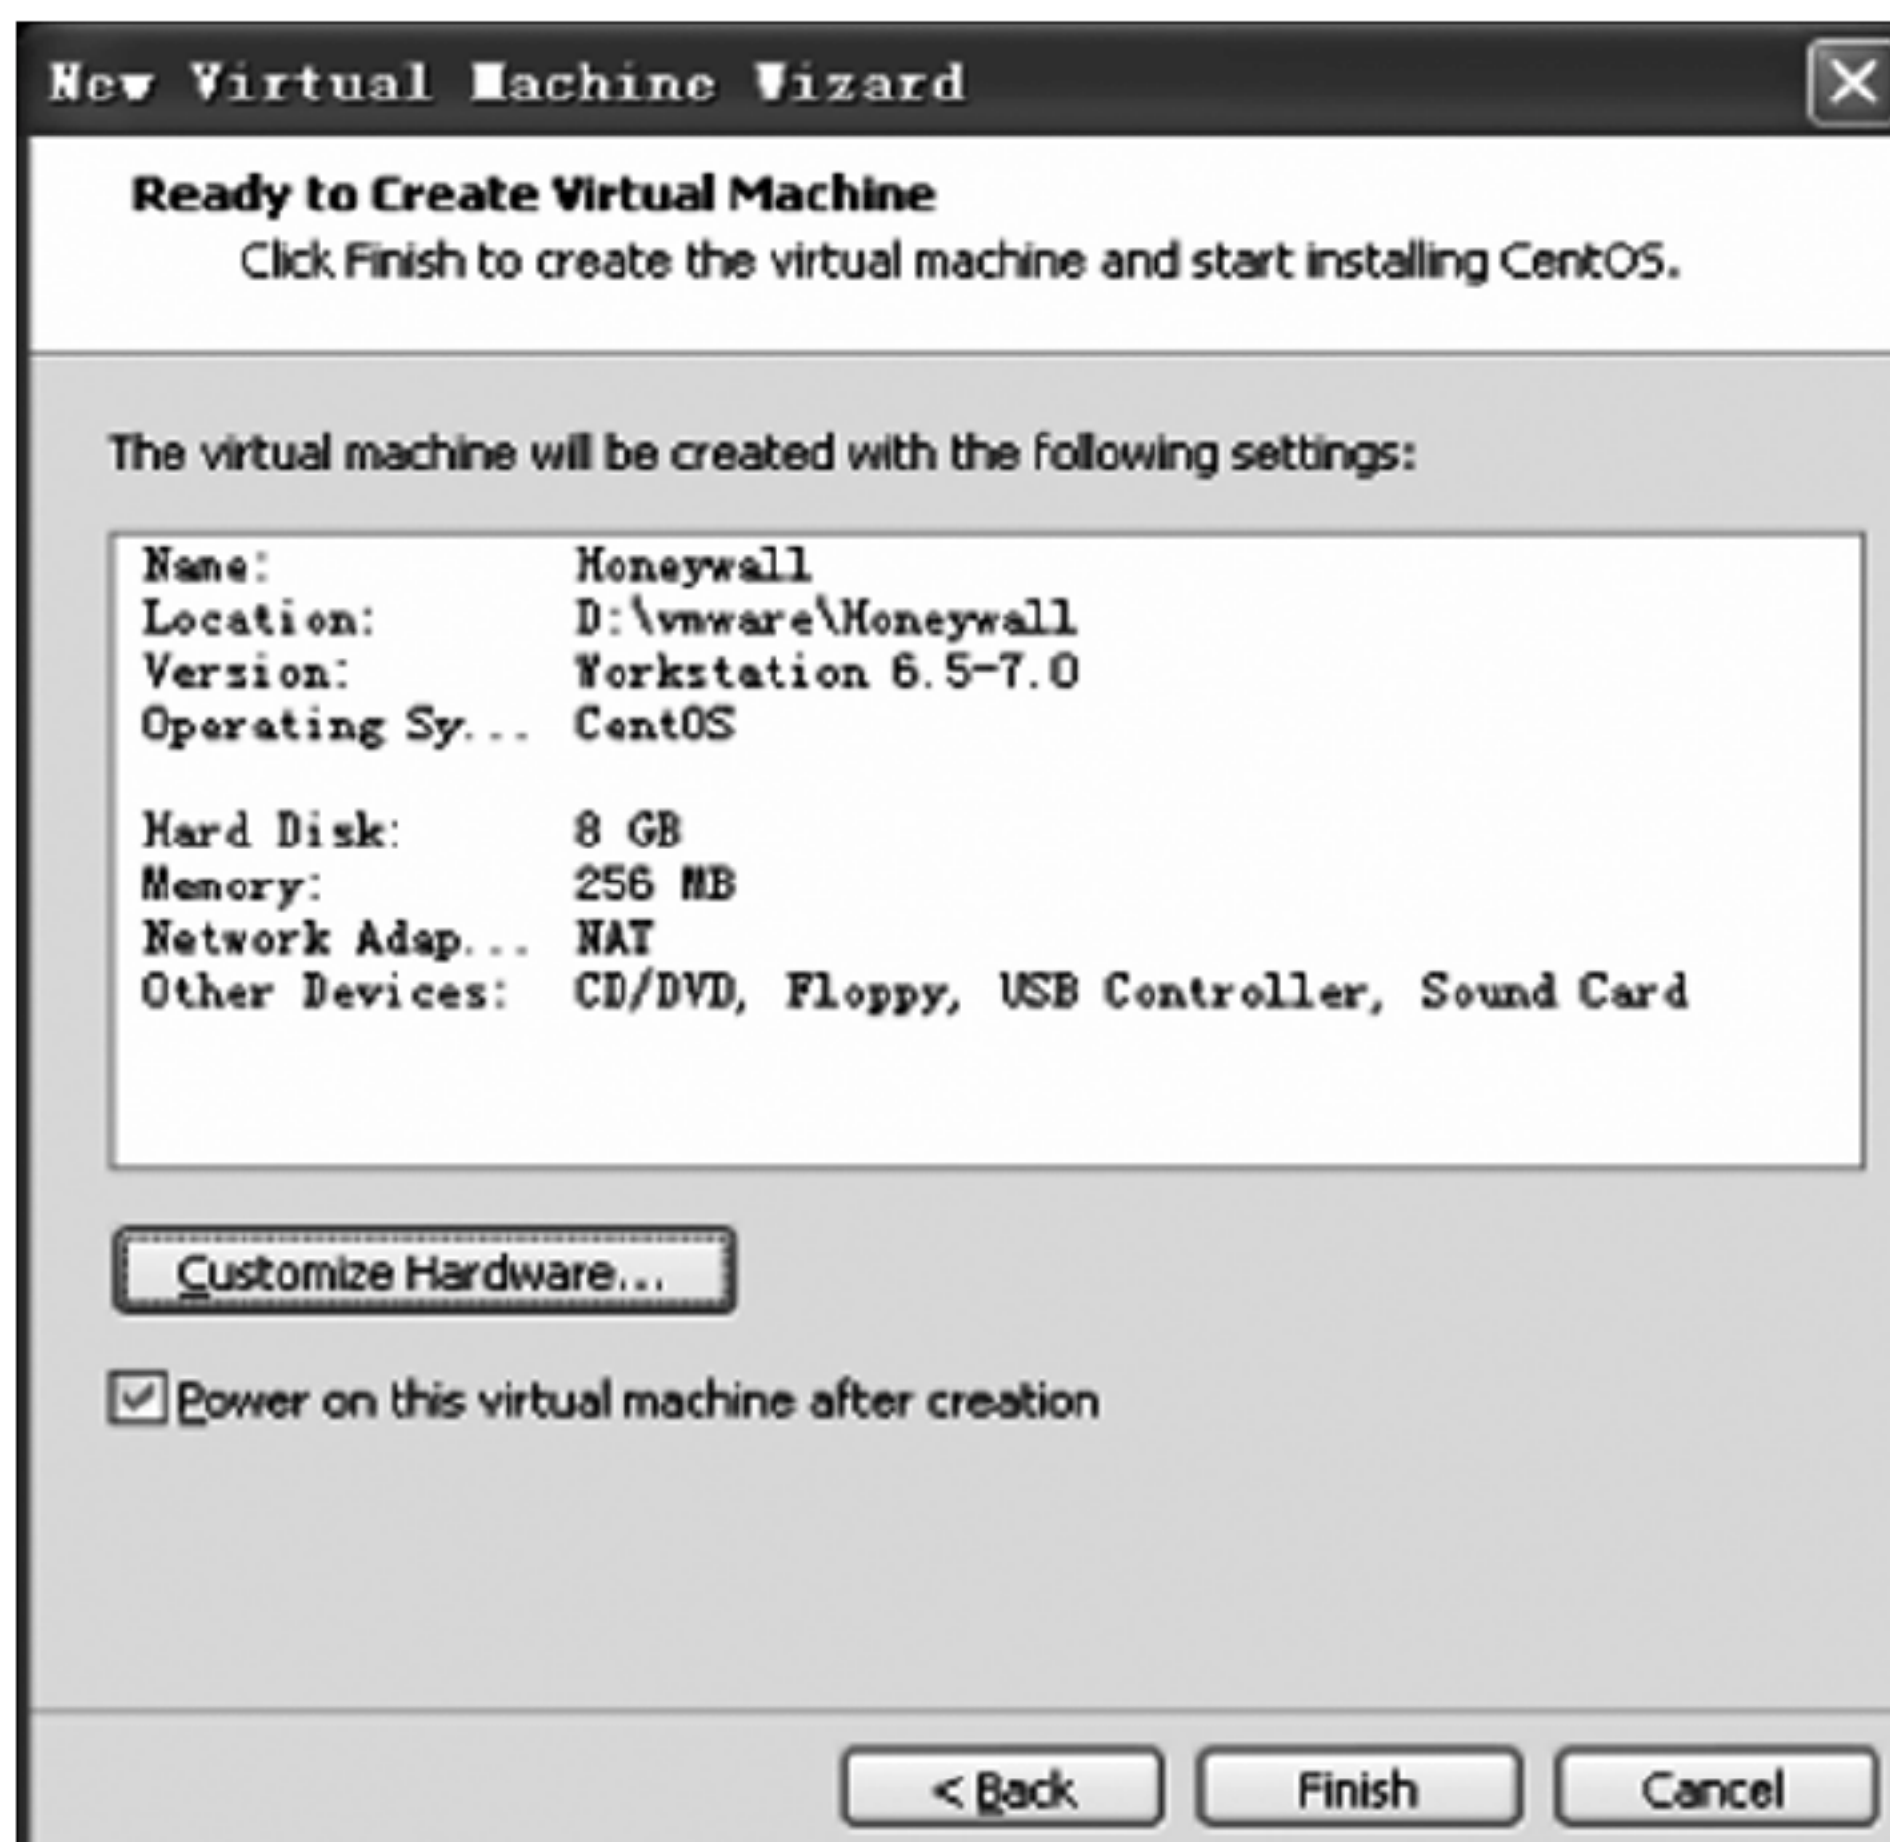 New Virtual Machine Wizard
Ready to Create Virtual Machine
Click Finish to create the virtual machine and start installing CentOS.
The virtual machine will be created with the following settings:
Name: Honeywall
Location: D:\vmware\Honeywall
Version: Workstation 6.5-7.0
Operating Sy... CentOS
Hard Disk: 8 GB
Memory: 256 MB
Network Adap... NAT
Other Devices: CD/DVD, Floppy, USB Controller, Sound Card
Customize Hardware...
Power on this virtual machine after creation
< Back Finish Cancel